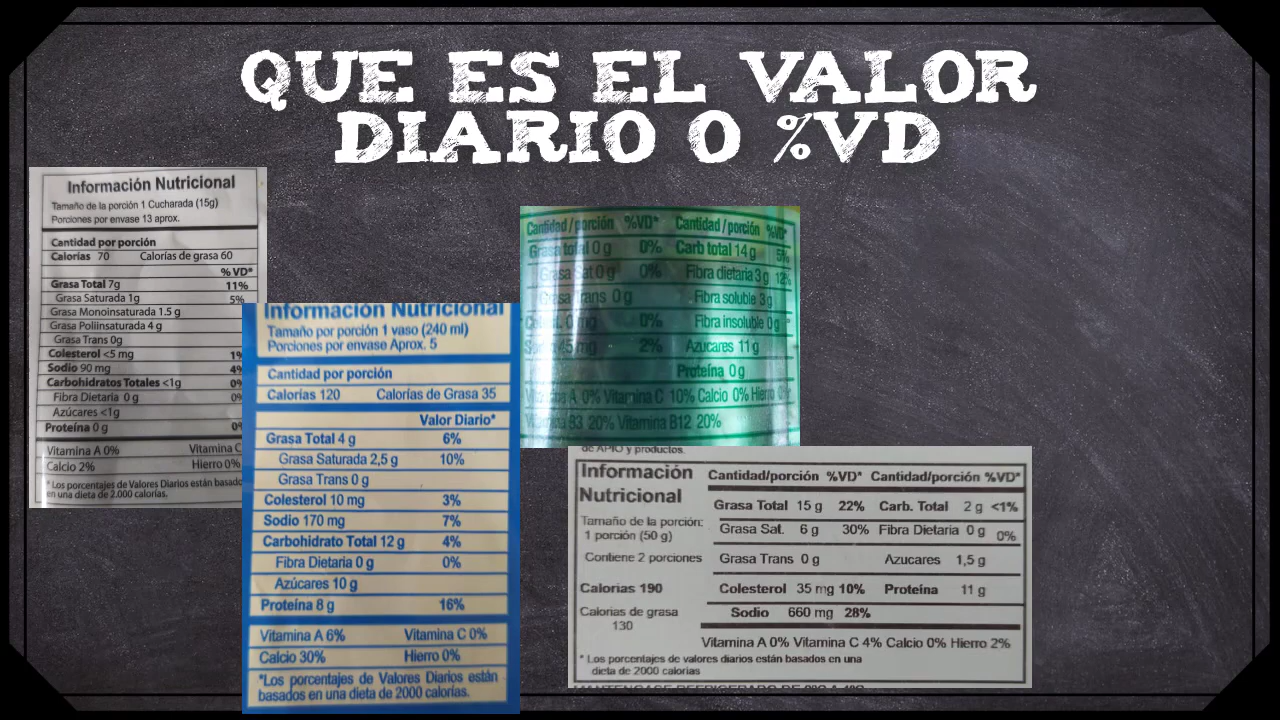 QUE ES EL VALOR
DIARIO O %VD
Información Nutricional
Tamaño de la porción 1 Cucharada (15g)
Porciones por envase 13 aprox.
Cantidad por porción
Calorías 70 Calorías de grasa 60
% VD*
Grasa Total 7g 11%
Grasa Saturada 1g 5%
Grasa Monoinsaturada 1.5 g
Grasa Poliinsaturada 4 g
Grasa Trans 0g
Colesterol <5 mg 1%
Sodio 90 mg 4%
Carbohidratos Totales <1g 0%
Fibra Dietaria 0 g 0%
Azúcares <1g
Proteína 0 g 0%
Vitamina A 0% Vitamina C
Calcio 2% Hierro 0%
* Los porcentajes de Valores Diarios están basado
en una dieta de 2.000 calorías.
Información Nutricional
Tamaño por porción 1 vaso (240 ml)
Porciones por envase Aprox. 5
Cantidad por porción
Calorías 120 Calorías de Grasa 35
Valor Diario*
Grasa Total 4 g 6%
Grasa Saturada 2,5 g 10%
Grasa Trans 0 g
Colesterol 10 mg 3%
Sodio 170 mg 7%
Carbohidrato Total 12 g 4%
Fibra Dietaria 0 g 0%
Azúcares 10 g
Proteína 8 g 16%
Vitamina A 6% Vitamina C 0%
Calcio 30% Hierro 0%
*Los porcentajes de Valores Diarios están
basados en una dieta de 2000 calorías.
Cantidad/porción %VD* Cantidad/porción %VD*
Grasa total 0 g 0% Carb total 14 g 5%
Grasa Sat 0 g 0% Fibra dietaria 3 g 12%
Grasa Trans 0 g Fibra soluble 3 g
0 mg 0% Fibra insoluble 0 g
45 mg 2% Azucares 11 g
Proteína 0 g
A 0% Vitamina C 10% Calcio 0% Hierro
B3 20% Vitamina B12 20%
de APIO y productos.
Información
Nutricional
Tamaño de la porción:
1 porción (50 g)
Contiene 2 porciones
Calorias 190
Calorias de grasa
130
Cantidad/porción %VD* Cantidad/porción %VD*
Grasa Total 15 g 22% Carb. Total 2 g <1%
Grasa Sat. 6 g 30% Fibra Dietaria 0 g 0%
Grasa Trans 0 g Azucares 1,5 g
Colesterol 35 mg 10% Proteína 11 g
Sodio 660 mg 28%
Vitamina A 0% Vitamina C 4% Calcio 0% Hierro 2%
* Los porcentajes de valores diarios están basados en una
dieta de 2000 calorias